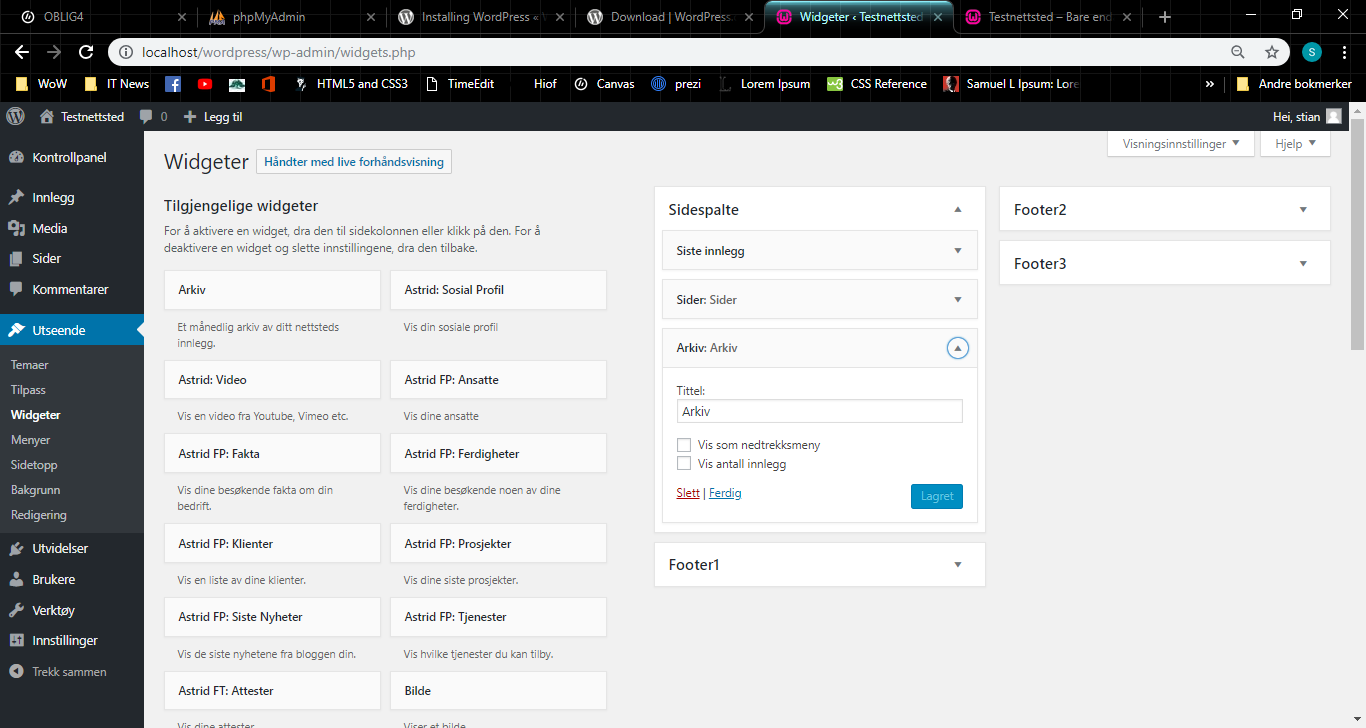 OBLIG4
phpMyAdmin
Installing WordPress « W
Download | WordPress.
Widgeter ‹ Testnettsted
Testnettsted – Bare end
localhost/wordpress/wp-admin/widgets.php
S
WoW
IT News
HTML5 and CSS3
TimeEdit
Hiof
Canvas
prezi
Lorem Ipsum
CSS Reference
Samuel L Ipsum: Lore
»
Andre bokmerker
Testnettsted
0
Legg til
Hei, stian
Kontrollpanel
Innlegg
Media
Sider
Kommentarer
Utseende
Temaer
Tilpass
Widgeter
Menyer
Sidetopp
Bakgrunn
Redigering
Utvidelser
Brukere
Verktøy
Innstillinger
Trekk sammen
Visningsinnstillinger
Hjelp
Widgeter
Håndter med live forhåndsvisning
Tilgjengelige widgeter
For å aktivere en widget, dra den til sidekolonnen eller klikk på den. For å
deaktivere en widget og slette innstillingene, dra den tilbake.
Arkiv
Et månedlig arkiv av ditt nettsteds
innlegg.
Astrid: Sosial Profil
Vis din sosiale profil
Astrid: Video
Vis en video fra Youtube, Vimeo etc.
Astrid FP: Ansatte
Vis dine ansatte
Astrid FP: Fakta
Vis dine besøkende fakta om din
bedrift.
Astrid FP: Ferdigheter
Vis dine besøkende noen av dine
ferdigheter.
Astrid FP: Klienter
Vis en liste av dine klienter.
Astrid FP: Prosjekter
Vis dine siste prosjekter.
Astrid FP: Siste Nyheter
Vis de siste nyhetene fra bloggen din.
Astrid FP: Tjenester
Vis hvilke tjenester du kan tilby.
Astrid FT: Attester
Vis dine attester.
Bilde
Viser et bilde.
Sidespalte
Siste innlegg
Sider: Sider
Arkiv: Arkiv
Tittel:
Arkiv
Vis som nedtrekksmeny
Vis antall innlegg
Slett | Ferdig
Lagret
Footer1
Footer2
Footer3